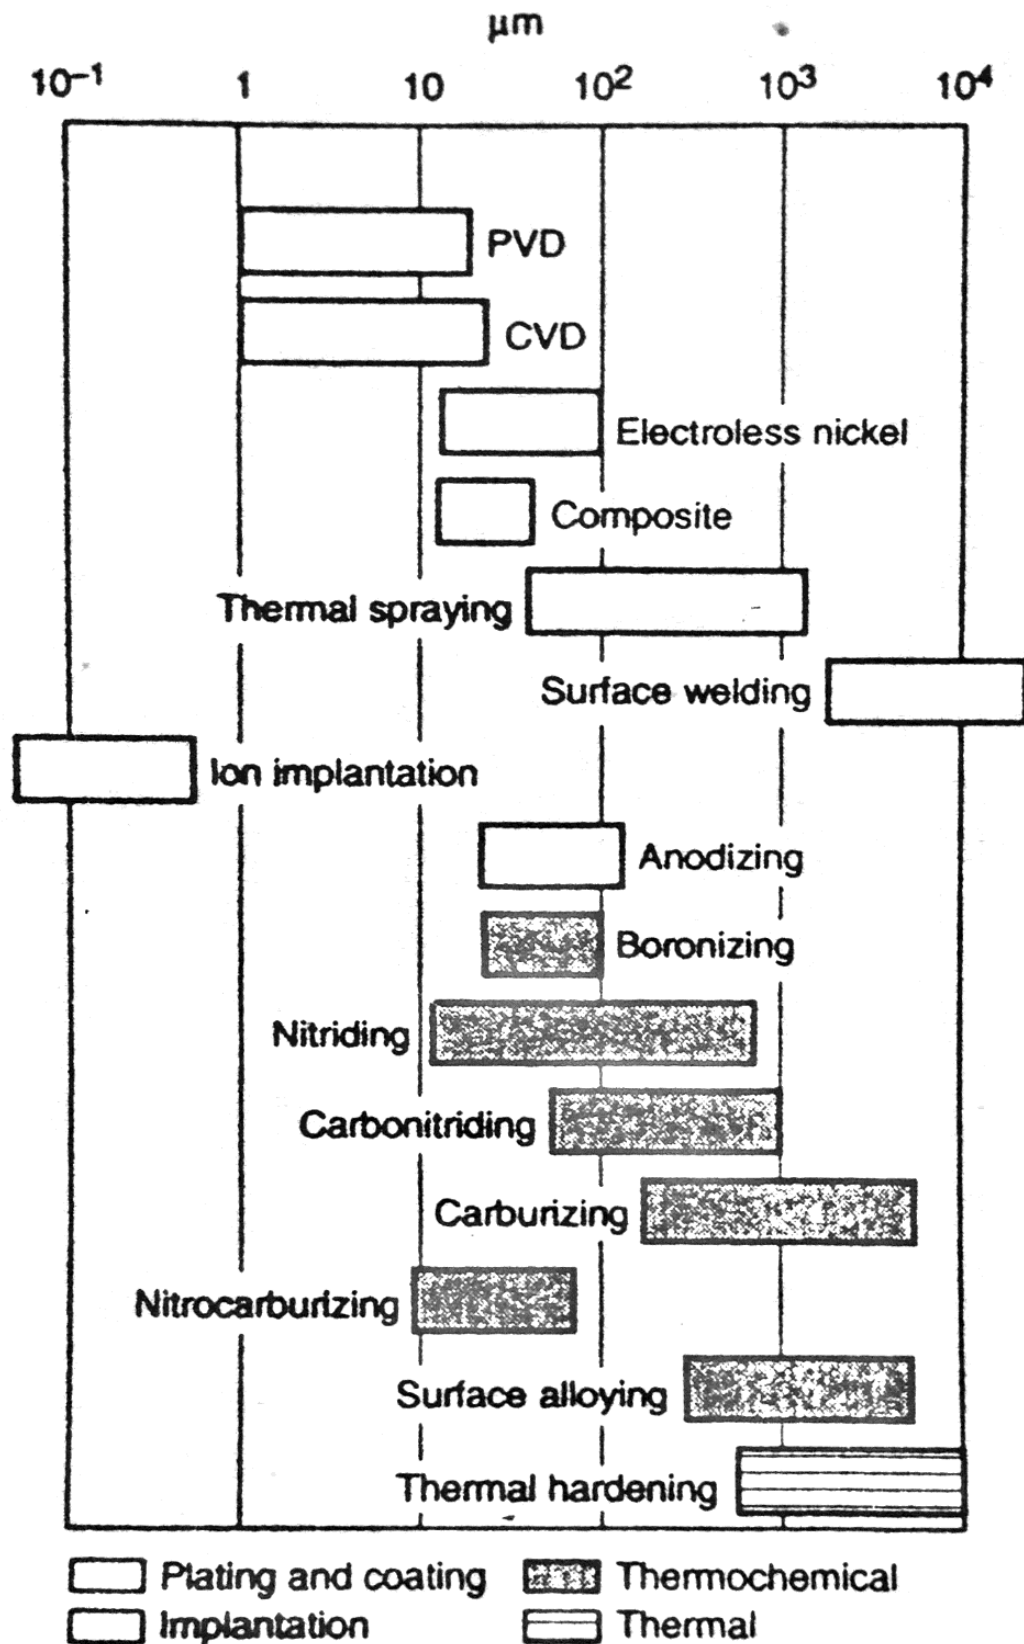 μm
10⁻¹ 1 10 10² 10³ 10⁴
PVD
CVD
Electroless nickel
Composite
Thermal spraying
Surface welding
Ion implantation
Anodizing
Boronizing
Nitriding
Carbonitriding
Carburizing
Nitrocarburizing
Surface alloying
Thermal hardening
Plating and coating
Thermochemical
Implantation
Thermal